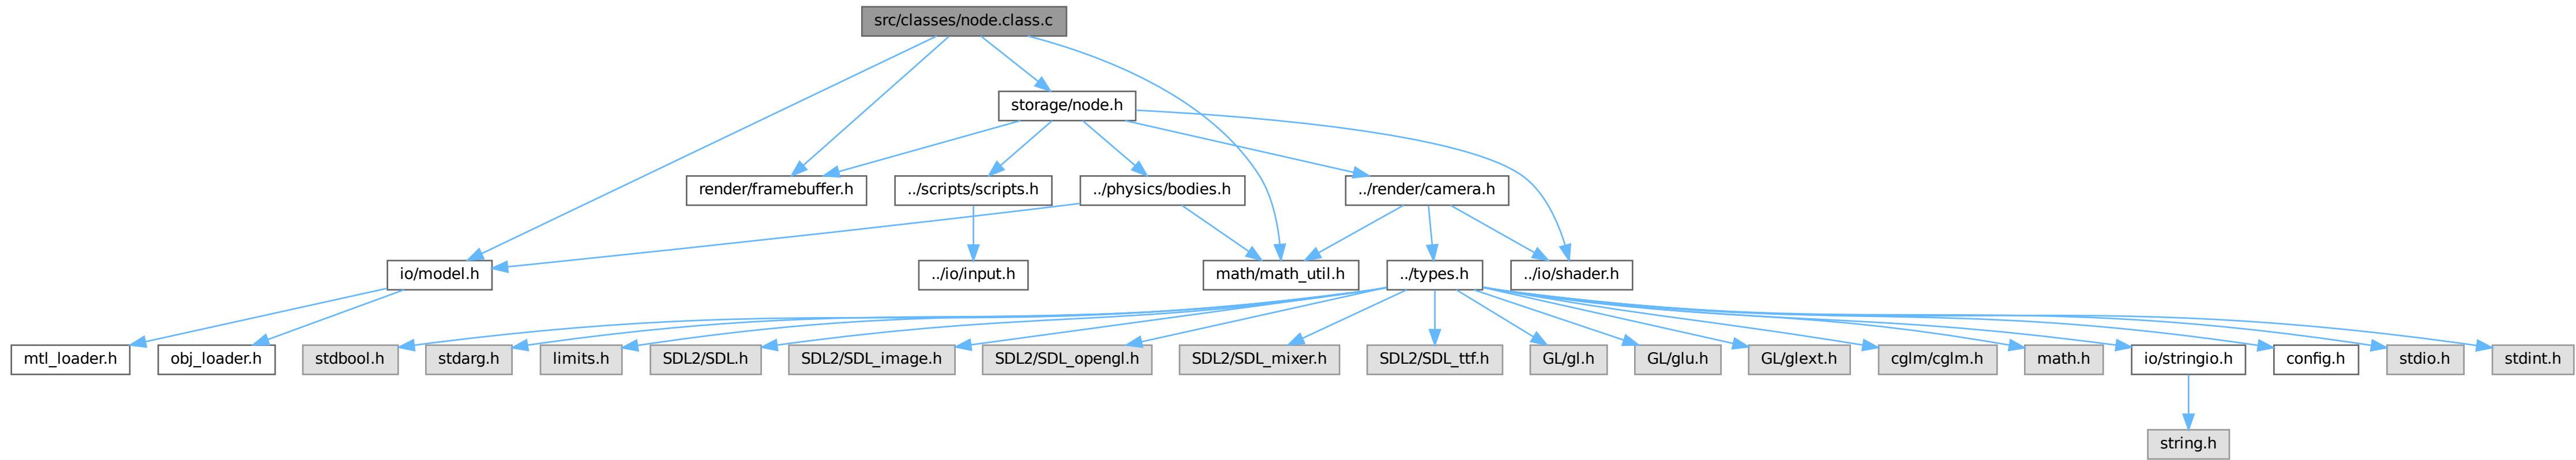 src/classes/node.class.c
storage/node.h
render/framebuffer.h
../scripts/scripts.h
../physics/bodies.h
../render/camera.h
io/model.h
../io/input.h
math/math_util.h
../types.h
../io/shader.h
mtl_loader.h
obj_loader.h
stdbool.h
stdarg.h
limits.h
SDL2/SDL.h
SDL2/SDL_image.h
SDL2/SDL_opengl.h
SDL2/SDL_mixer.h
SDL2/SDL_ttf.h
GL/gl.h
GL/glu.h
GL/glext.h
cglm/cglm.h
math.h
io/stringio.h
config.h
stdio.h
stdint.h
string.h